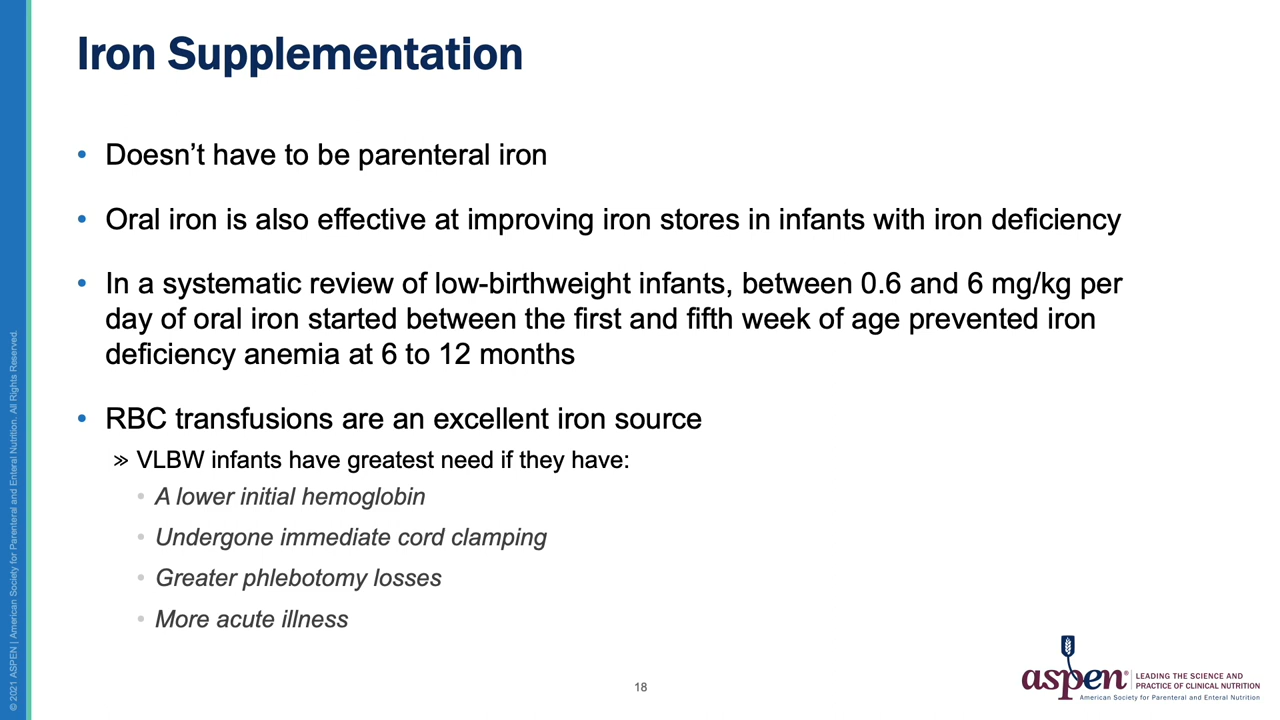 Iron Supplementation
• Doesn’t have to be parenteral iron
• Oral iron is also effective at improving iron stores in infants with iron deficiency
• In a systematic review of low-birthweight infants, between 0.6 and 6 mg/kg per
day of oral iron started between the first and fifth week of age prevented iron
deficiency anemia at 6 to 12 months
• RBC transfusions are an excellent iron source
» VLBW infants have greatest need if they have:
• A lower initial hemoglobin
• Undergone immediate cord clamping
• Greater phlebotomy losses
• More acute illness
© 2021 ASPEN | American Society for Parenteral and Enteral Nutrition. All Rights Reserved.
18
aspen®
LEADING THE SCIENCE AND
PRACTICE OF CLINICAL NUTRITION
American Society for Parenteral and Enteral Nutrition